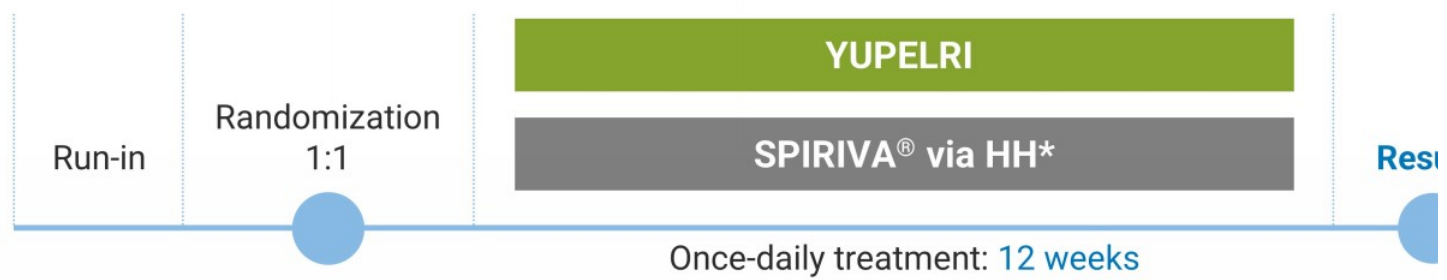 YUPELRI
Randomization
1:1
Run-in
SPIRIVA® via HH*
Once-daily treatment: 12 weeks